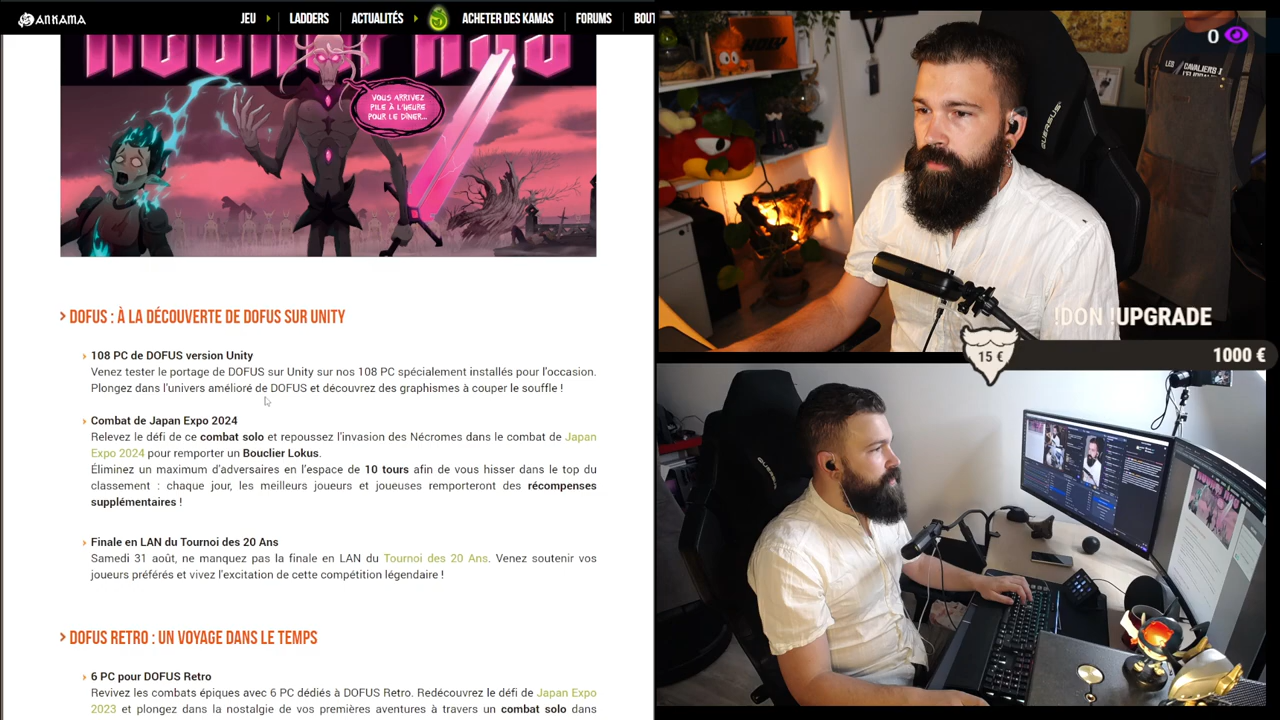 ANKAMA
JEU
LADDERS
ACTUALITÉS
ACHETER DES KAMAS
FORUMS
BOUT
VOUS ARRIVEZ
PILE À L'HEURE
POUR LE DÎNER...
DOFUS : À LA DÉCOUVERTE DE DOFUS SUR UNITY
108 PC de DOFUS version Unity
Venez tester le portage de DOFUS sur Unity sur nos 108 PC spécialement installés pour l'occasion.
Plongez dans l'univers amélioré de DOFUS et découvrez des graphismes à couper le souffle !
Combat de Japan Expo 2024
Relevez le défi de ce combat solo et repoussez l'invasion des Nécromes dans le combat de Japan
Expo 2024 pour remporter un Bouclier Lokus.
Éliminez un maximum d'adversaires en l'espace de 10 tours afin de vous hisser dans le top du
classement : chaque jour, les meilleurs joueurs et joueuses remporteront des récompenses
supplémentaires !
Finale en LAN du Tournoi des 20 Ans
Samedi 31 août, ne manquez pas la finale en LAN du Tournoi des 20 Ans. Venez soutenir vos
joueurs préférés et vivez l'excitation de cette compétition légendaire !
DOFUS RETRO : UN VOYAGE DANS LE TEMPS
6 PC pour DOFUS Retro
Revivez les combats épiques avec 6 PC dédiés à DOFUS Retro. Redécouvrez le défi de Japan Expo
2023 et plongez dans la nostalgie de vos premières aventures à travers un combat solo dans
0
LES CAVALIERS
QUERSUS
!DON !UPGRADE
15 €
1000 €